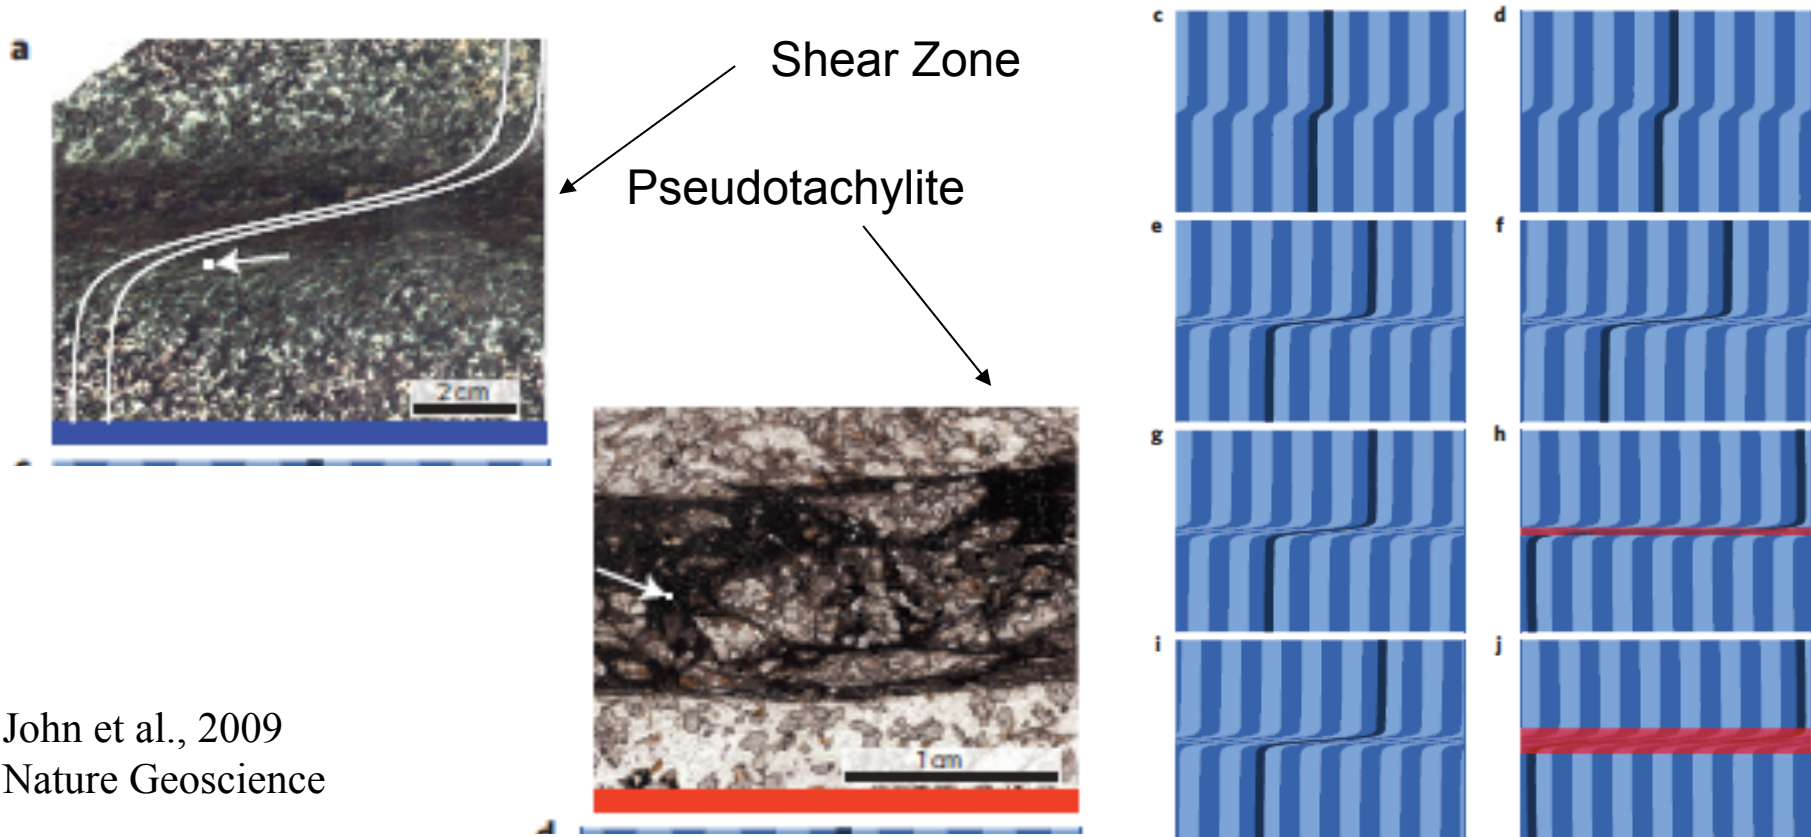 a
Shear Zone
Pseudotachylite
2 cm
1 cm
John et al., 2009
Nature Geoscience
c
d
e
f
g
h
i
j
d